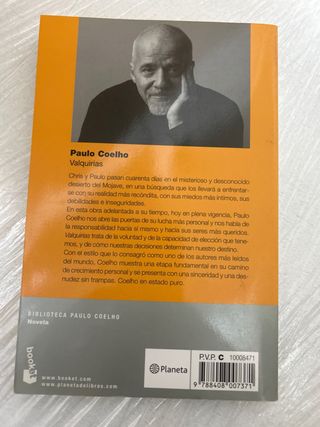 Paulo Coelho
Valquirias
Chris y Paulo pasan cuarenta días en el misterioso y desconocido
desierto del Mojave, en una búsqueda que los llevará a enfrentar-
se con su realidad más recóndita, con sus miedos más íntimos, sus
debilidades e inseguridades.
En esta obra adelantada a su tiempo, hoy en plena vigencia, Paulo
Coelho nos abre las puertas de su lucha más personal y nos habla de
la responsabilidad hacia sí mismo y hacia sus seres más queridos.
Valquirias trata de la voluntad y de la capacidad de elección que tene-
mos, y de cómo nuestras decisiones determinan nuestro destino.
Con el estilo que lo consagró como uno de los autores más leídos
del mundo, Coelho muestra una etapa fundamental en su camino
de crecimiento personal y se presenta con una sinceridad y una des-
nudez sin trampas. Coelho en estado puro.
BIBLIOTECA PAULO COELHO
Novela
P.V.P. C 10006471
booket
www.booket.com
www.planetadelibros.com
Planeta
9 788408 007371